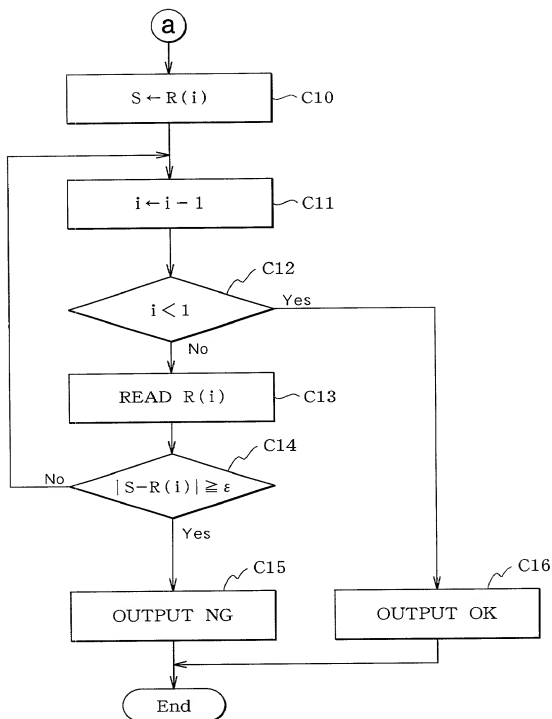 a
S ← R(i)
C10
i ← i - 1
C11
C12
i < 1
Yes
No
READ R(i)
C13
C14
|S-R(i)| ≧ ε
No
Yes
C15
OUTPUT NG
C16
OUTPUT OK
End